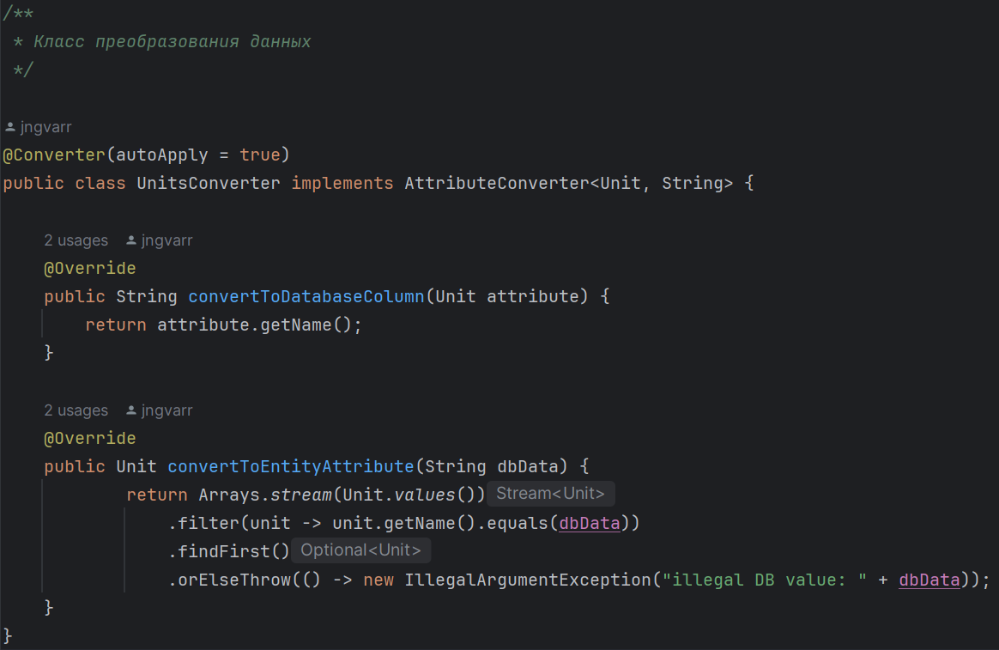 /**
 * Класс преобразования данных
 */
jngvarr
@Converter(autoApply = true)
public class UnitsConverter implements AttributeConverter<Unit, String> {
2 usages jngvarr
@Override
public String convertToDatabaseColumn(Unit attribute) {
return attribute.getName();
}
2 usages jngvarr
@Override
public Unit convertToEntityAttribute(String dbData) {
return Arrays.stream(Unit.values()) Stream<Unit>
.filter(unit -> unit.getName().equals(dbData))
.findFirst() Optional<Unit>
.orElseThrow(() -> new IllegalArgumentException("illegal DB value: " + dbData));
}
}